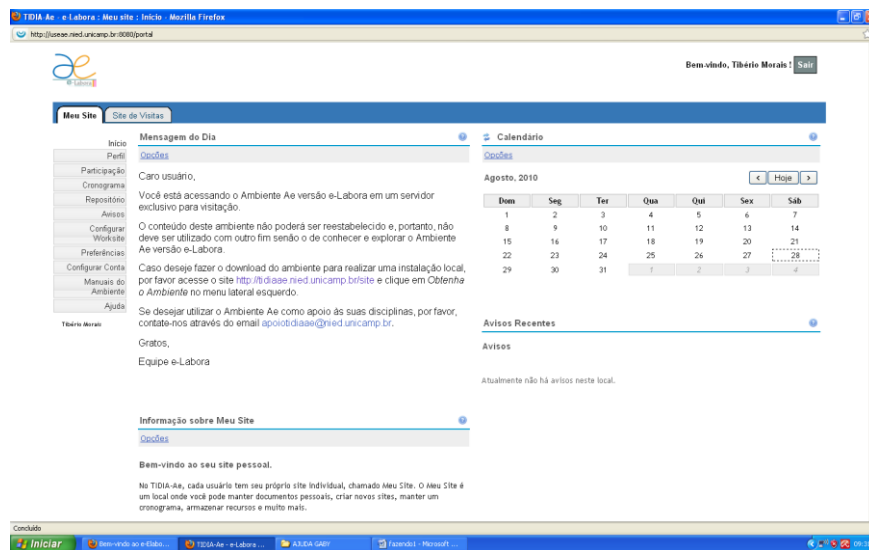 TIDIA-Ae - e-Labora : Meu site : Início - Mozilla Firefox
http://useae.nied.unicamp.br:8080/portal
ae
e-Labora
Bem-vindo, Tibério Morais! Sair
Meu Site Site de Visitas
Início
Perfil
Participação
Cronograma
Repositório
Avisos
Configurar
Worksite
Preferências
Configurar Conta
Manuais do
Ambiente
Ajuda
Tibério Morais
Mensagem do Dia
Opções
Caro usuário,
Você está acessando o Ambiente Ae versão e-Labora em um servidor
exclusivo para visitação.
O conteúdo deste ambiente não poderá ser reestabelecido e, portanto, não
deve ser utilizado com outro fim senão o de conhecer e explorar o Ambiente
Ae versão e-Labora.
Caso deseje fazer o download do ambiente para realizar uma instalação local,
por favor acesse o site http://tidiaae.nied.unicamp.br/site e clique em Obtenha
o Ambiente no menu lateral esquerdo.
Se desejar utilizar o Ambiente Ae como apoio às suas disciplinas, por favor,
contate-nos através do email apoiotidiaae@nied.unicamp.br.
Gratos,
Equipe e-Labora
Informação sobre Meu Site
Opções
Bem-vindo ao seu site pessoal.
No TIDIA-Ae, cada usuário tem seu próprio site individual, chamado Meu Site. O Meu Site é
um local onde você pode manter documentos pessoais, criar novos sites, manter um
cronograma, armazenar recursos e muito mais.
Calendário
Opções
Agosto, 2010 < Hoje >
Dom Seg Ter Qua Qui Sex Sáb
1 2 3 4 5 6 7
8 9 10 11 12 13 14
15 16 17 18 19 20 21
22 23 24 25 26 27 28
29 30 31 1 2 3 4
Avisos Recentes
Avisos
Atualmente não há avisos neste local.
Concluído
Iniciar Bem-vindo ao e-Elabo... TIDIA-Ae - e-Labora ... AJUDA GABY Fazendo1 - Microsoft ...